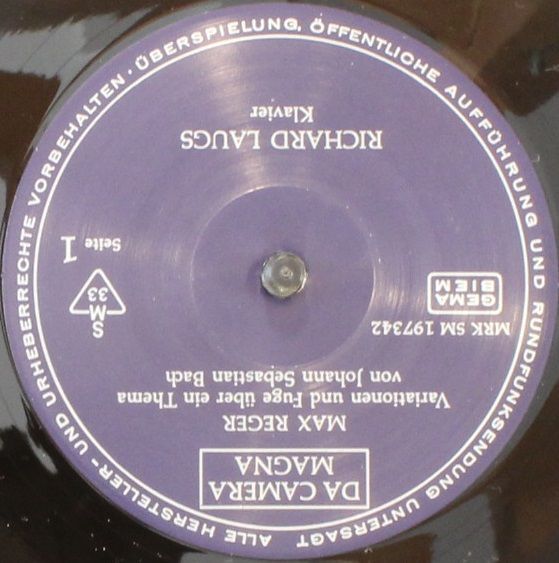 DA CAMERA
MAGNA
MAX REGER
Variationen und Fuge über ein Thema
von Johann Sebastian Bach
MRK SM 197342
GEMA
BIEM
S
M
33
Seite 1
RICHARD LAUGS
Klavier
ALLE HERSTELLER- UND URHEBERRECHTE VORBEHALTEN · ÜBERSPIELUNG, ÖFFENTLICHE AUFFÜHRUNG UND RUNDFUNKSENDUNG UNTERSAGT